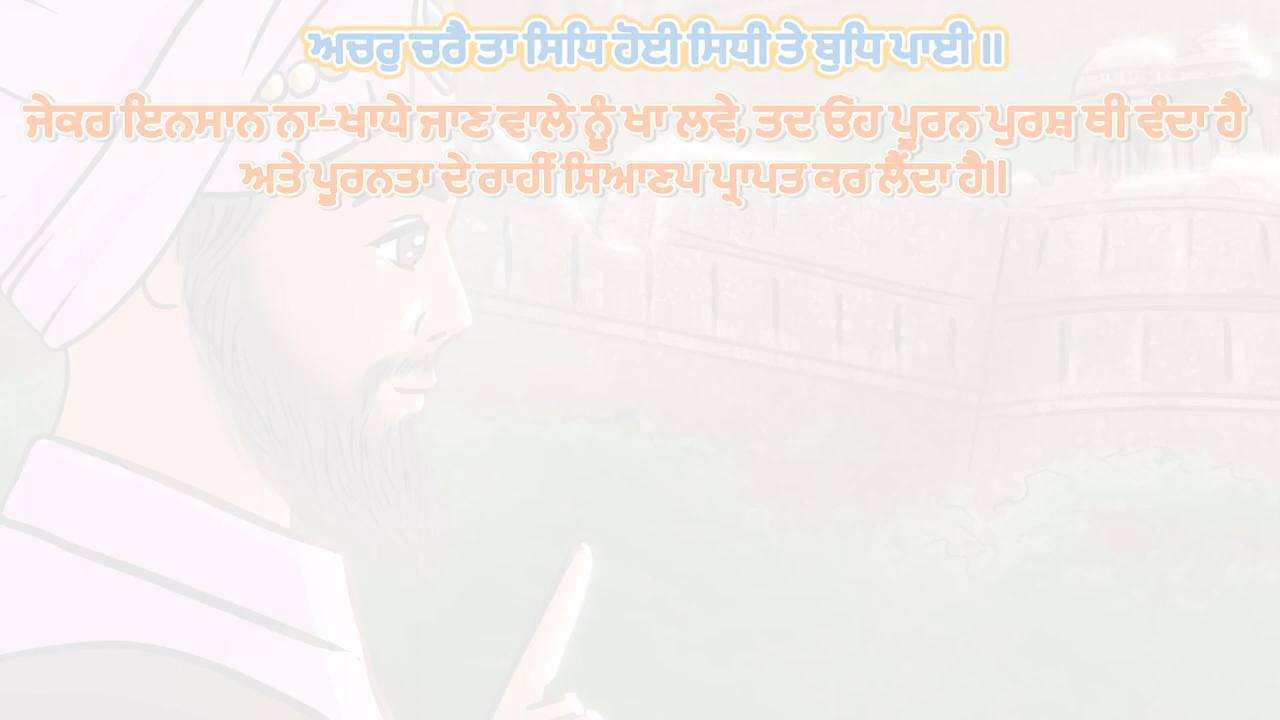 ਅਚਰੁ ਚਰੈ ਤਾ ਸਿਧਿ ਹੋਈ ਸਿਧੀ ਤੇ ਬੁਧਿ ਪਾਈ ॥
ਜੇਕਰ ਇਨਸਾਨ ਨਾ-ਖਾਧੇ ਜਾਣ ਵਾਲੇ ਨੂੰ ਖਾ ਲਵੇ, ਤਦ ਓਹ ਪੂਰਨ ਪੁਰਸ਼ ਥੀ ਵੰਦਾ ਹੈ
ਅਤੇ ਪੂਰਨਤਾ ਦੇ ਰਾਹੀਂ ਸਿਆਣਪ ਪ੍ਰਾਪਤ ਕਰ ਲੈਂਦਾ ਹੈ।।